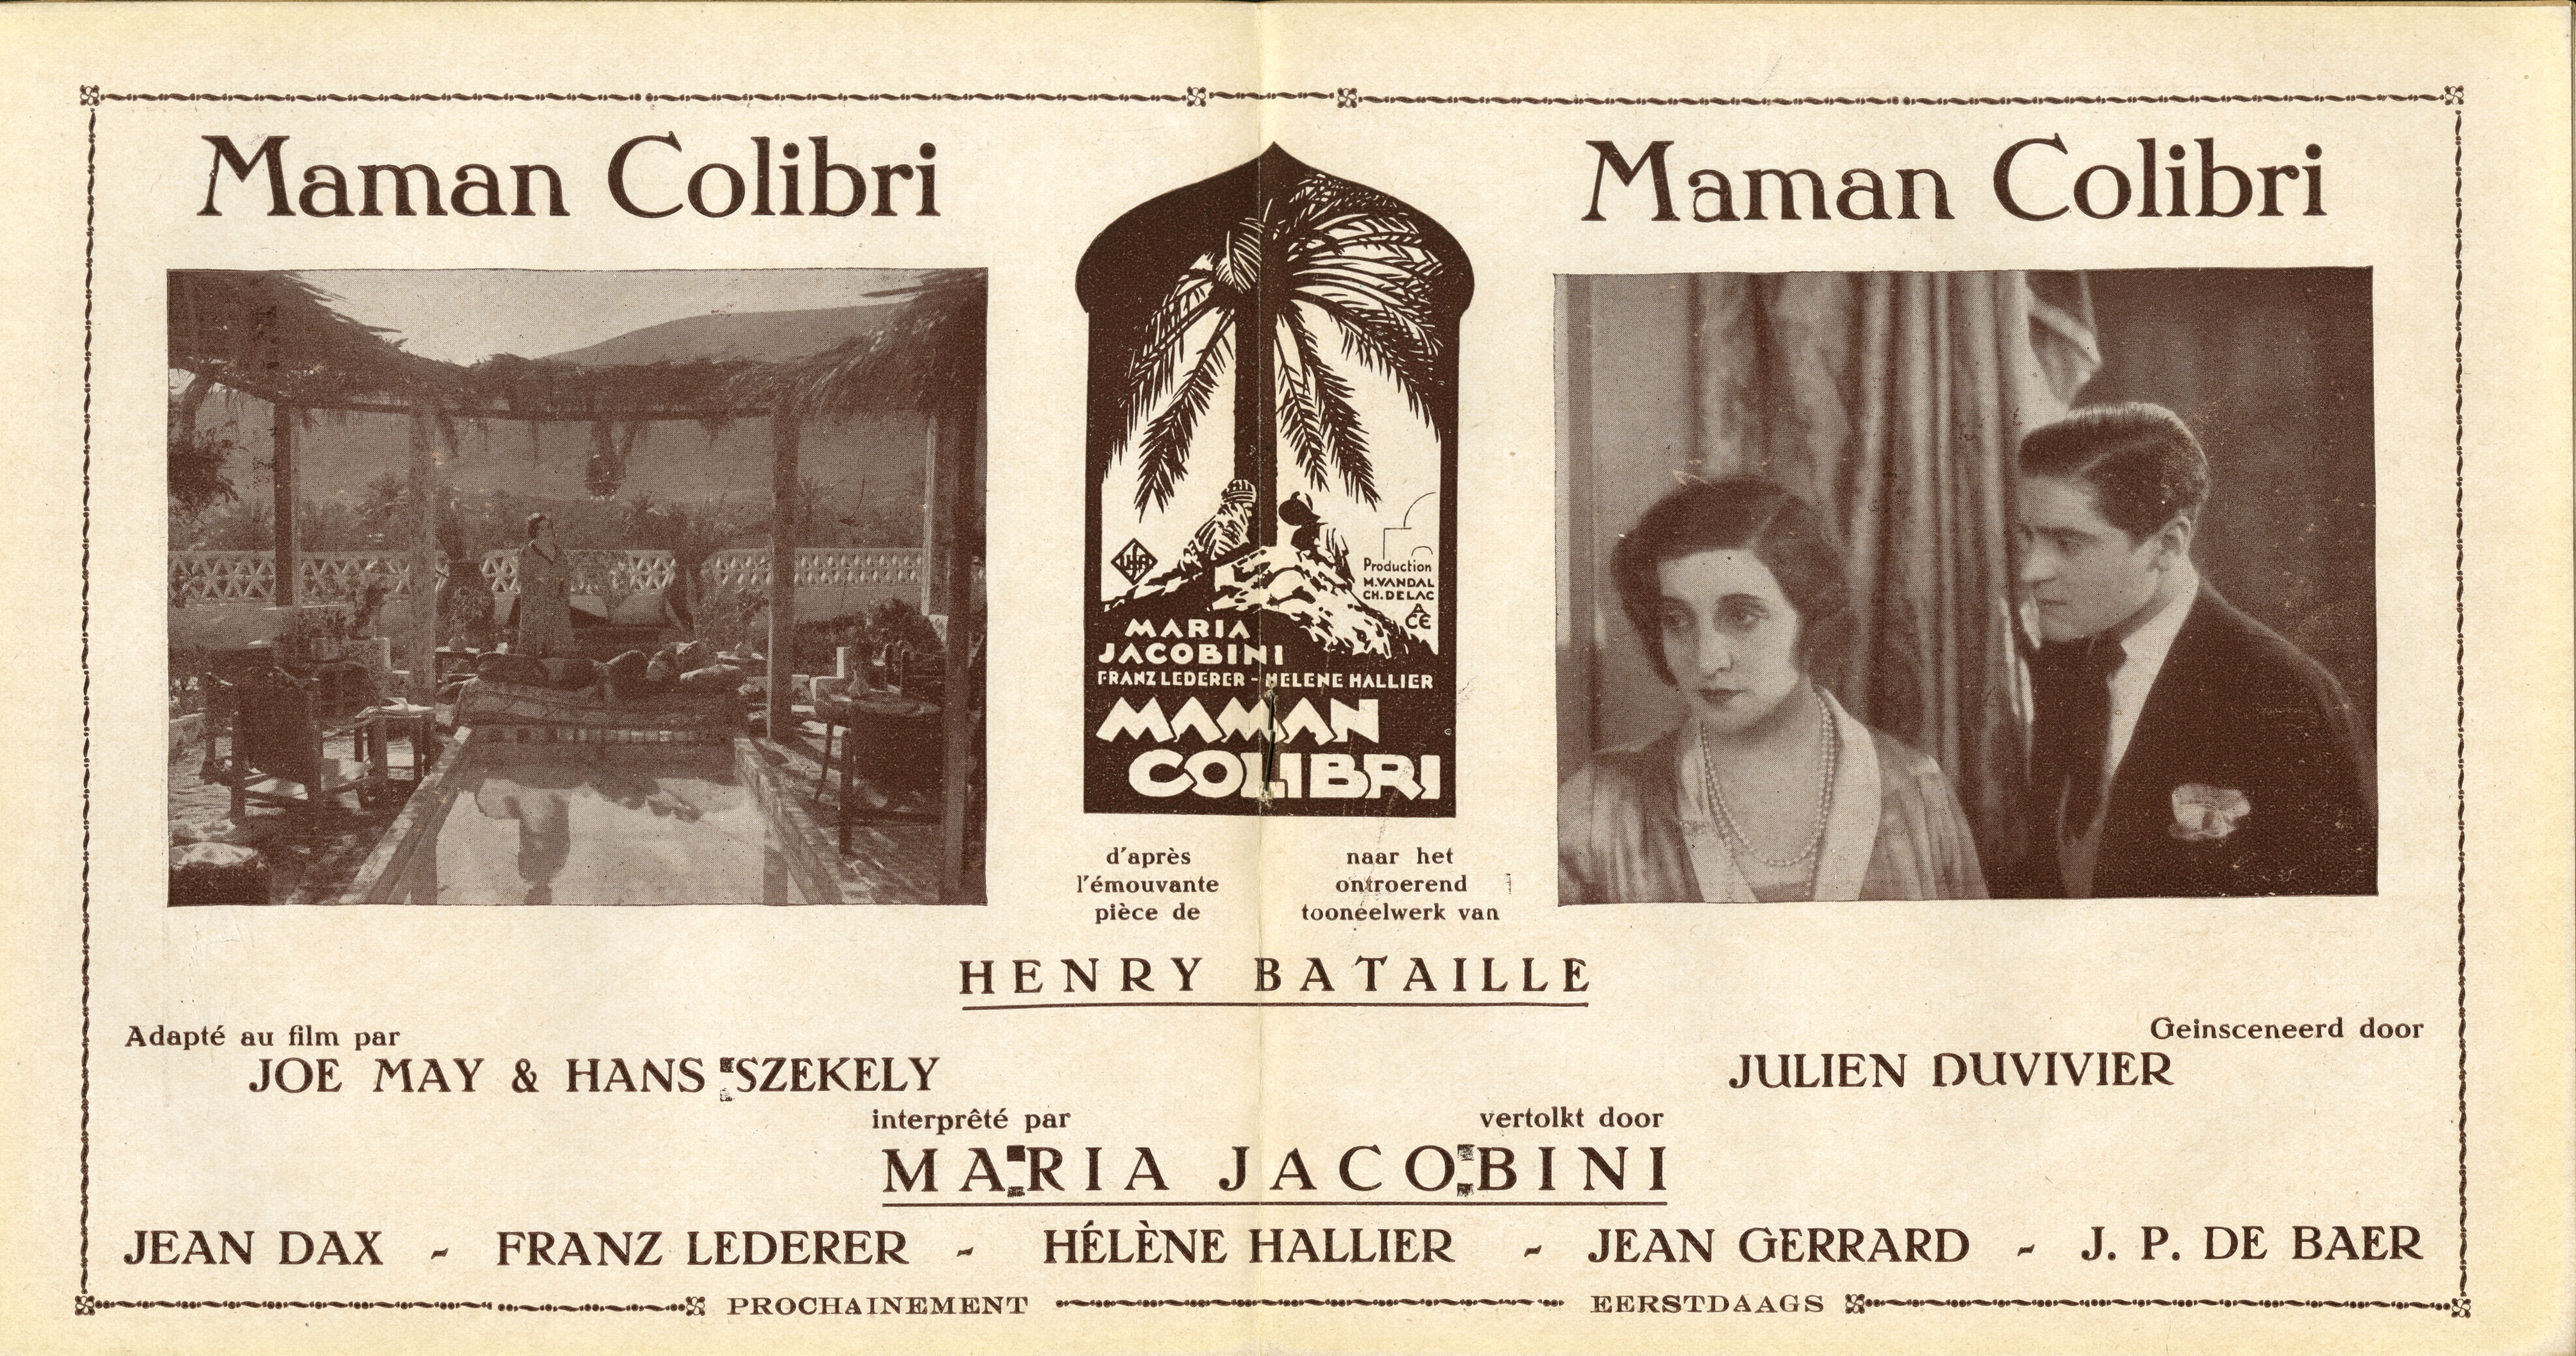 Maman Colibri
Maman Colibri
UFA
Production
M. VANDAL
CH. DELAC
ACE
MARIA
JACOBINI
FRANZ LEDERER - HELENE HALLIER
MAMAN
COLIBRI
d'après
l'émouvante
pièce de
naar het
ontroerend
tooneelwerk van
HENRY BATAILLE
Adapté au film par
JOE MAY & HANS SZEKELY
Geinsceneerd door
JULIEN DUVIVIER
interprêté par
vertolkt door
MARIA JACOBINI
JEAN DAX - FRANZ LEDERER - HÉLÈNE HALLIER - JEAN GERRARD - J. P. DE BAER
PROCHAINEMENT
EERSTDAAGS